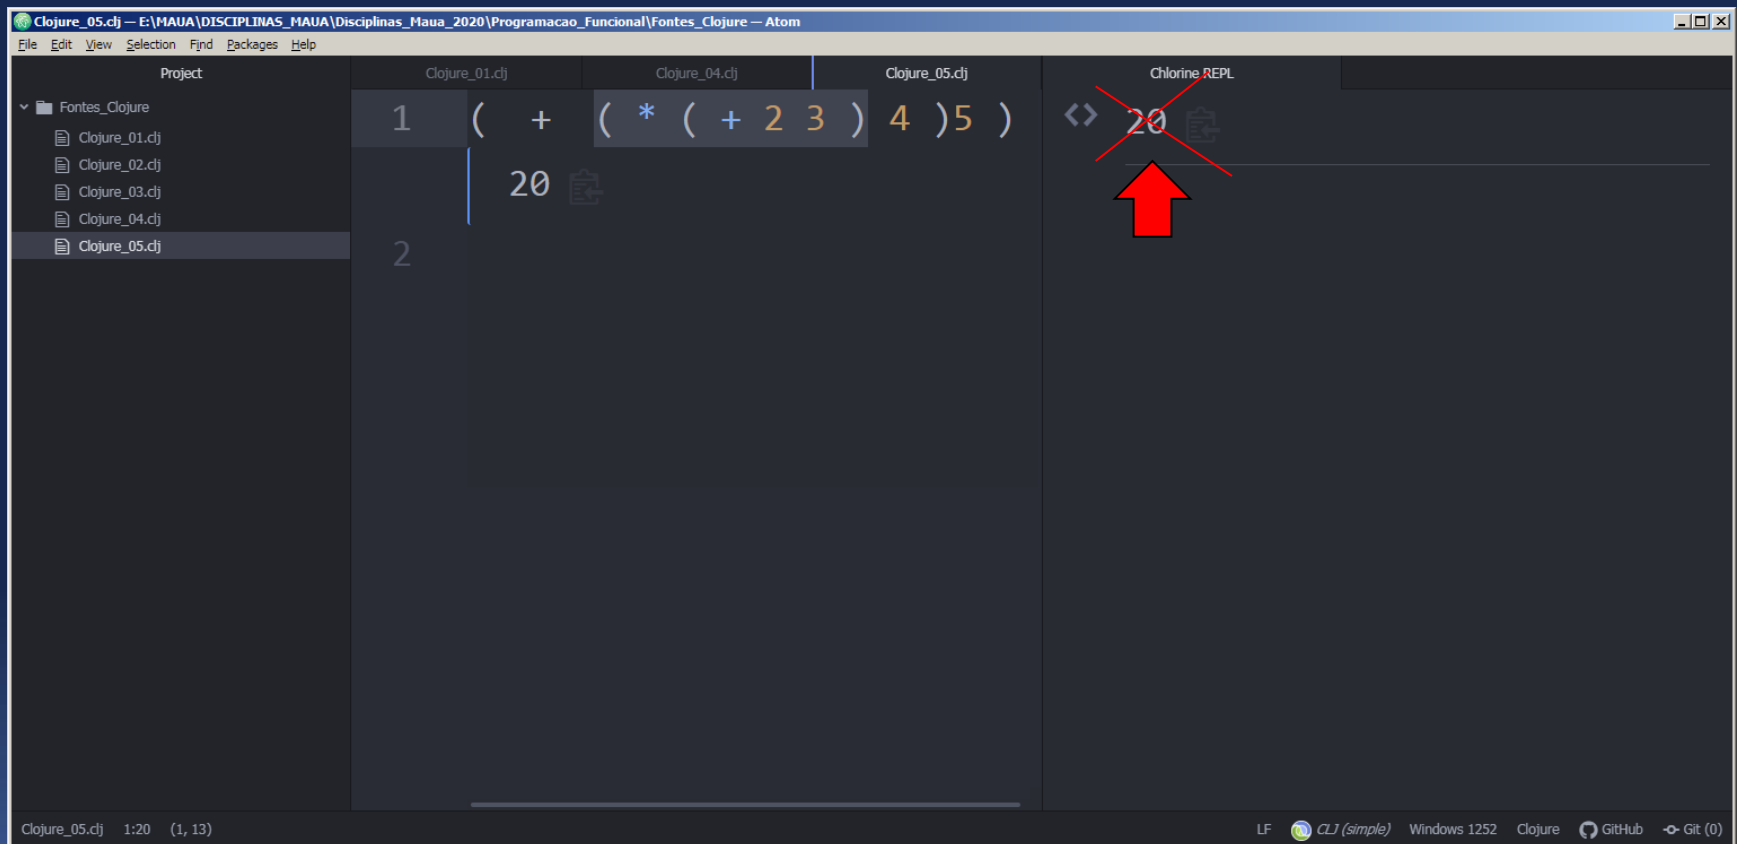 Clojure_05.clj — E:\MAUA\DISCIPLINAS_MAUA\Disciplinas_Maua_2020\Programacao_Funcional\Fontes_Clojure — Atom
File Edit View Selection Find Packages Help
Project
Fontes_Clojure
Clojure_01.clj
Clojure_02.clj
Clojure_03.clj
Clojure_04.clj
Clojure_05.clj
Clojure_01.clj Clojure_04.clj Clojure_05.clj
1 ( + ( * ( + 2 3 ) 4 )5 )
20
2
Chlorine REPL
<> 20
Clojure_05.clj 1:20 (1, 13)
LF CLJ (simple) Windows 1252 Clojure GitHub Git (0)